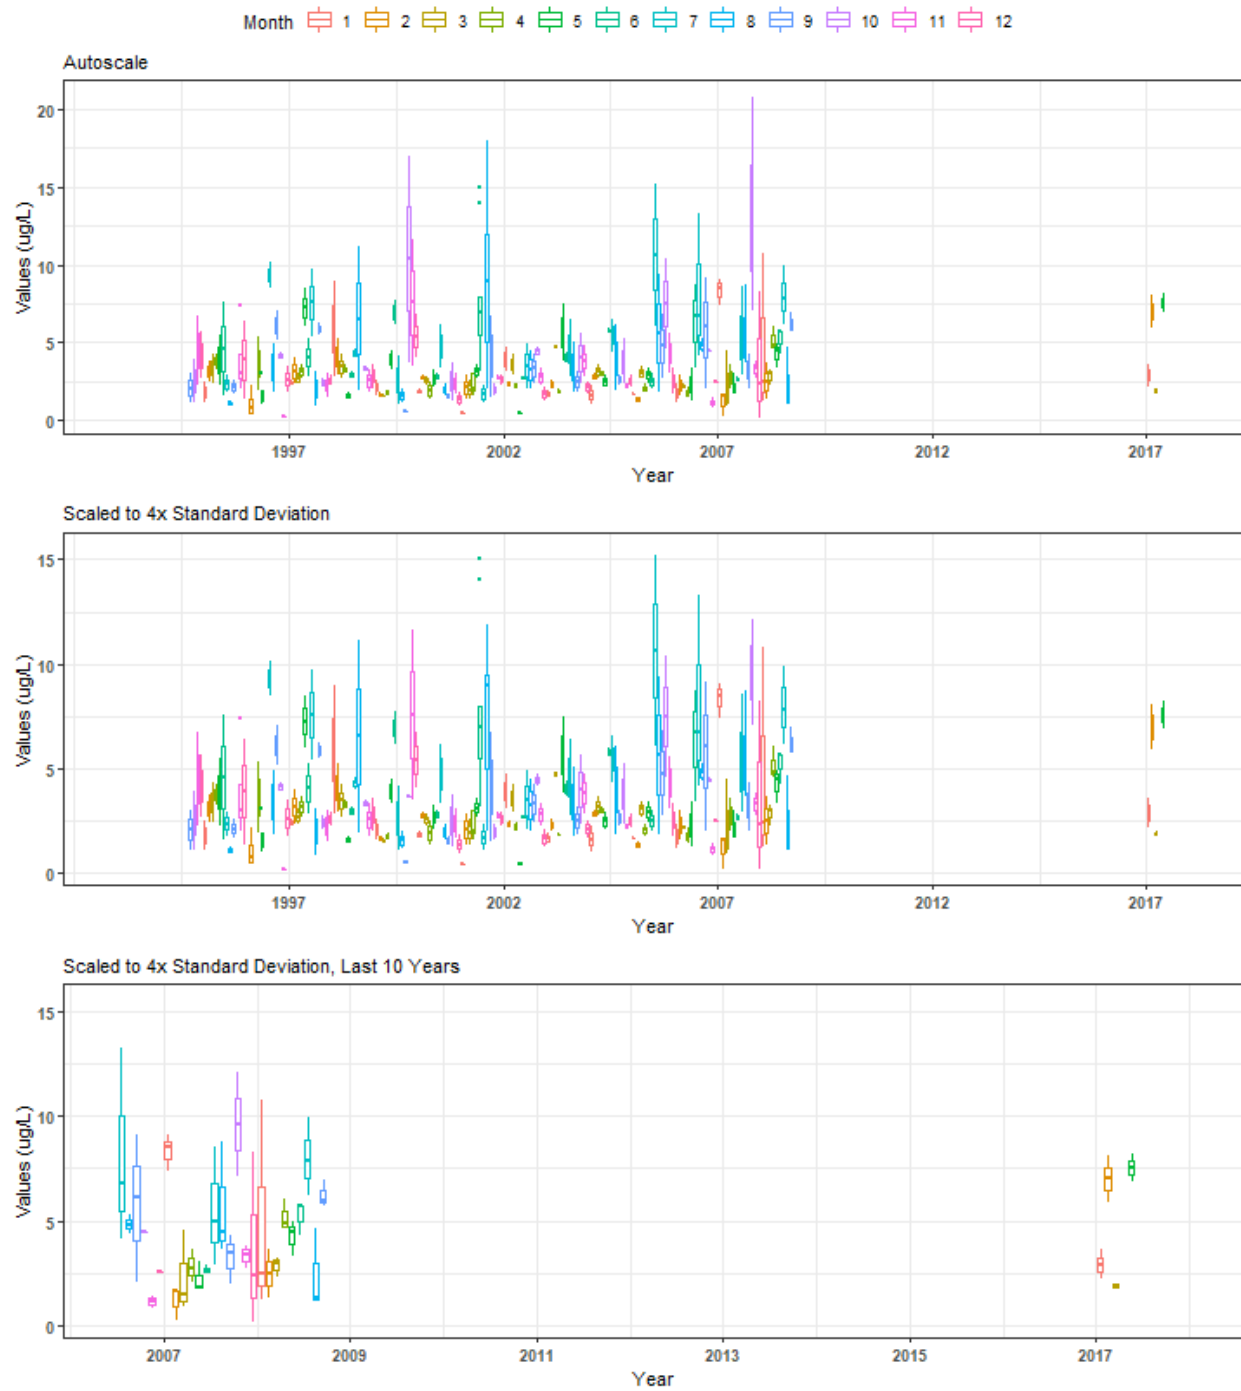 Month 1 2 3 4 5 6 7 8 9 10 11 12
Autoscale
Values (ug/L)
20
15
10
5
0
1997 2002 2007 2012 2017
Year
Scaled to 4x Standard Deviation
Values (ug/L)
15
10
5
0
1997 2002 2007 2012 2017
Year
Scaled to 4x Standard Deviation, Last 10 Years
Values (ug/L)
15
10
5
0
2007 2009 2011 2013 2015 2017
Year